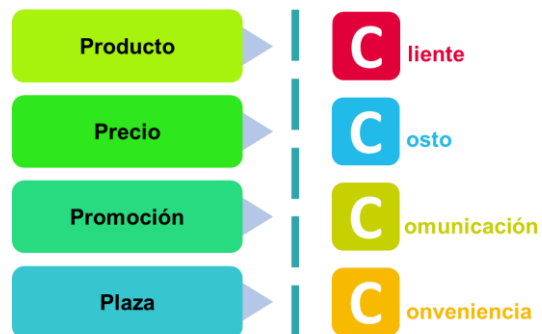 Producto
Cliente
Precio
Costo
Promoción
Comunicación
Plaza
Conveniencia